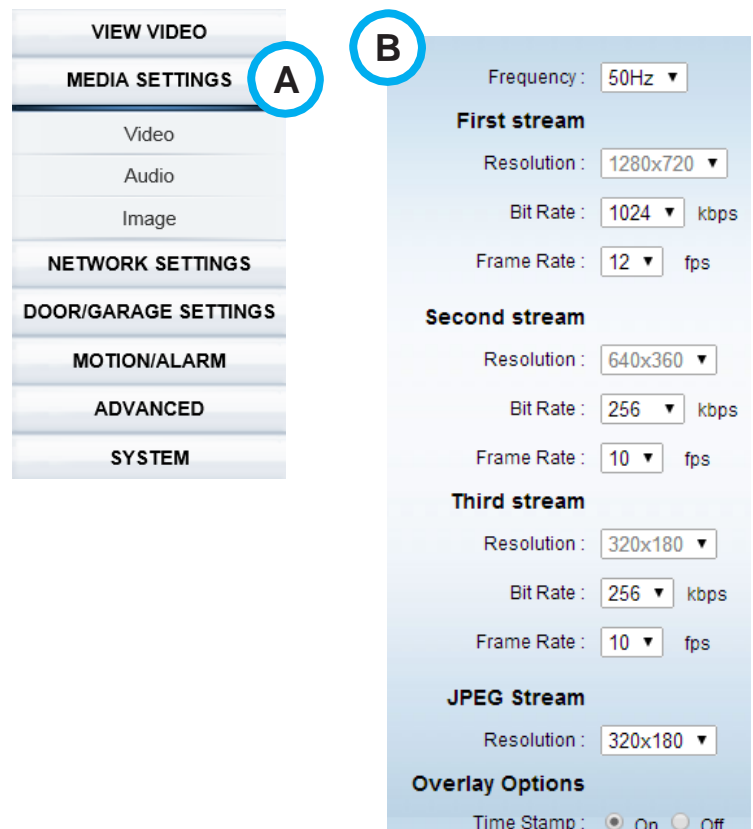 VIEW VIDEO
MEDIA SETTINGS
A
Video
Audio
Image
NETWORK SETTINGS
DOOR/GARAGE SETTINGS
MOTION/ALARM
ADVANCED
SYSTEM
B
Frequency : 50Hz
First stream
Resolution : 1280x720
Bit Rate : 1024 kbps
Frame Rate : 12 fps
Second stream
Resolution : 640x360
Bit Rate : 256 kbps
Frame Rate : 10 fps
Third stream
Resolution : 320x180
Bit Rate : 256 kbps
Frame Rate : 10 fps
JPEG Stream
Resolution : 320x180
Overlay Options
Time Stamp : On Off